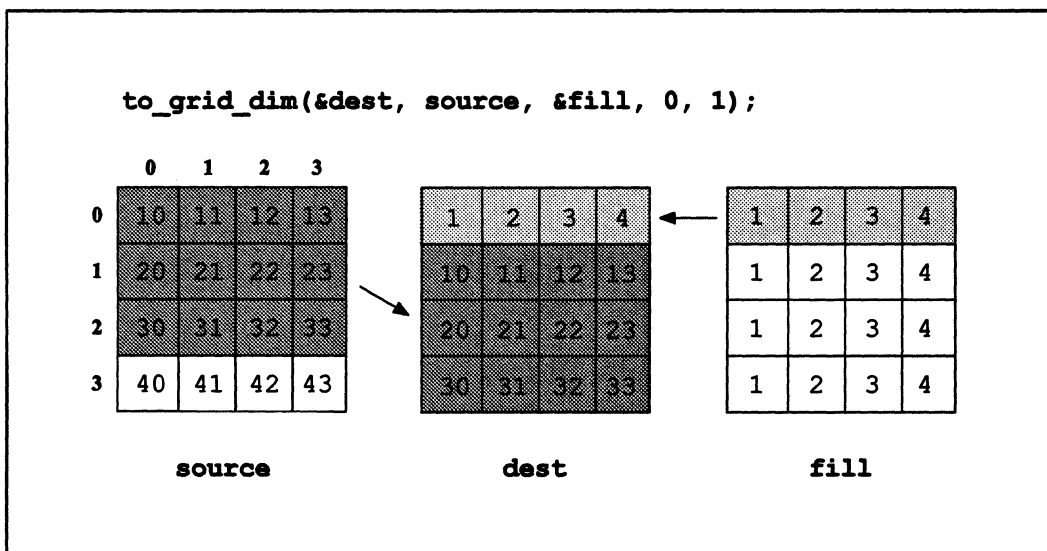 to_grid_dim(&dest, source, &fill, 0, 1);
0 1 2 3
0 10 11 12 13 1 2 3 4 1 2 3 4
1 20 21 22 23 10 11 12 13 1 2 3 4
2 30 31 32 33 20 21 22 23 1 2 3 4
3 40 41 42 43 30 31 32 33 1 2 3 4
source dest fill